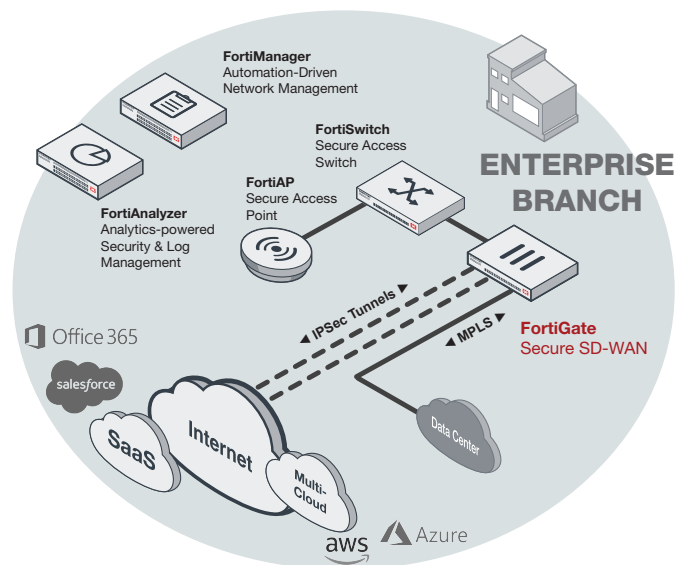 FortiManager
Automation-Driven
Network Management
FortiSwitch
Secure Access
Switch
ENTERPRISE
BRANCH
FortiAP
Secure Access
Point
FortiAnalyzer
Analytics-powered
Security & Log
Management
◄ IPSec Tunnels ►
◄ MPLS ►
FortiGate
Secure SD-WAN
Office 365
salesforce
SaaS
Internet
Multi-
Cloud
Data Center
aws
Azure